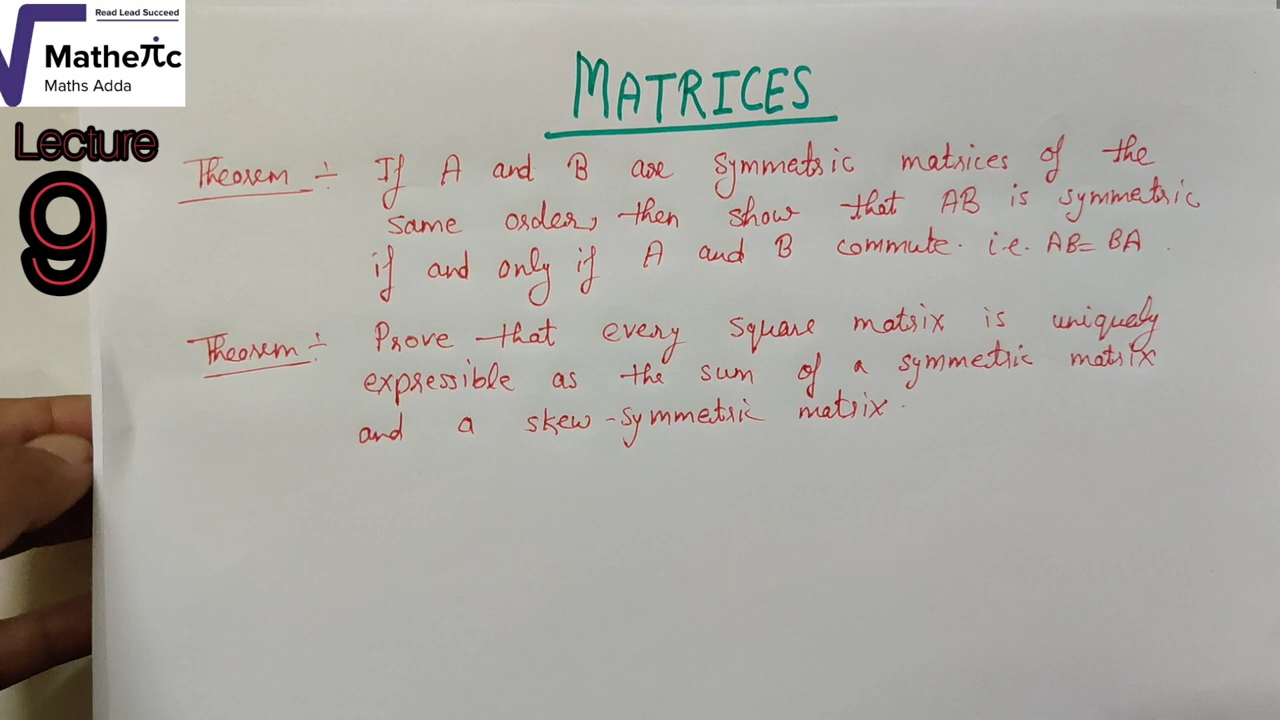 Read Lead Succeed
Matheπc
Maths Adda
Lecture
9
MATRICES
Theorem :- If A and B are symmetric matrices of the
same order, then show that AB is symmetric
if and only if A and B commute. i.e. AB = BA.
Theorem :- Prove that every square matrix is uniquely
expressible as the sum of a symmetric matrix
and a skew-symmetric matrix.